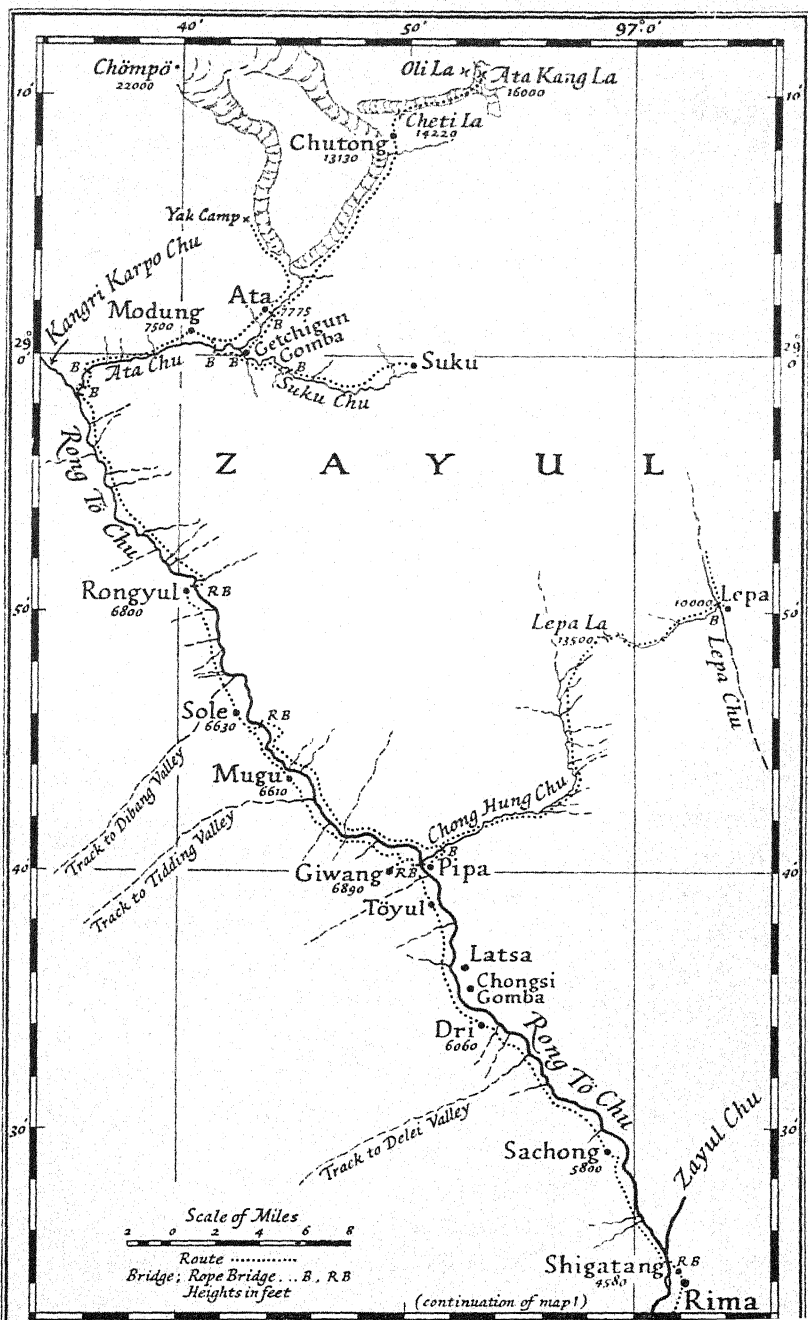 40'
50'
97°0'
Chömpö
22000
Oli La
Ata Kang La
16000
10'
10'
Cheti La
14220
Chutong
13130
Yak Camp
Kangri Karpo Chu
Ata
7775
B
Modung
7500
Getchigun
Gomba
29°
0'
29°
0'
B
B
B
B
B
Ata Chu
Suku Chu
Suku
Rong Tö Chu
ZAYUL
Rongyul
6800
RB
Lepa La
13500
10000
B
Lepa
50'
50'
Lepa Chu
Sole
6630
RB
Mugu
6610
Track to Dibang Valley
Track to Tidding Valley
Chong Hung Chu
Giwang
6890
RB
Pipa
40'
40'
Töyul
Latsa
Chongsi
Gomba
Dri
6060
Rong Tö Chu
Track to Delei Valley
30'
30'
Sachong
5800
Zayul Chu
Scale of Miles
2 0 2 4 6 8
Route ............
Bridge; Rope Bridge...B, RB
Heights in feet
Shigatang
4580
RB
Rima
(continuation of map 1)